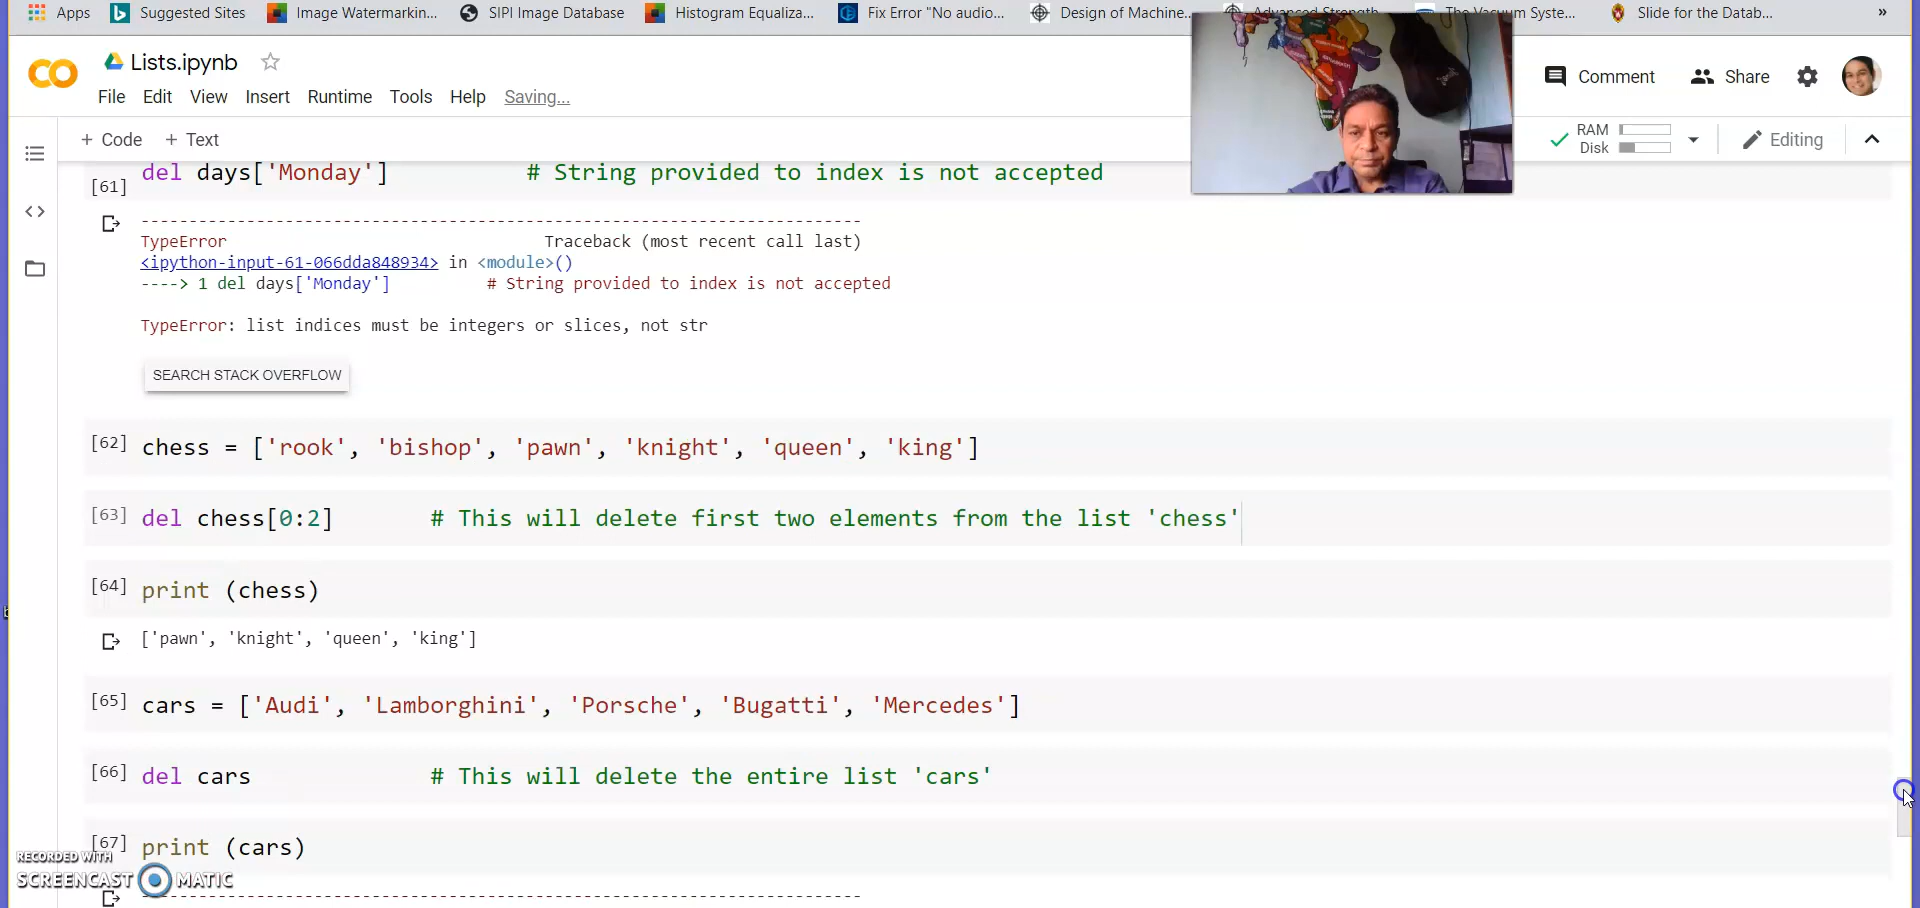 Apps Suggested Sites Image Watermarkin... SIPI Image Database Histogram Equaliza... Fix Error "No audio... Design of Machine... Advanced Strength The Vacuum Syste... Slide for the Datab... »
CO Lists.ipynb
Comment Share
File Edit View Insert Runtime Tools Help Saving...
+ Code + Text
RAM
Disk
Editing
[61] del days['Monday'] # String provided to index is not accepted
--------------------------------------------------------------------------- 
TypeError Traceback (most recent call last)
<ipython-input-61-066dda848934> in <module>()
----> 1 del days['Monday'] # String provided to index is not accepted
TypeError: list indices must be integers or slices, not str
SEARCH STACK OVERFLOW
[62] chess = ['rook', 'bishop', 'pawn', 'knight', 'queen', 'king']
[63] del chess[0:2] # This will delete first two elements from the list 'chess'
[64] print (chess)
['pawn', 'knight', 'queen', 'king']
[65] cars = ['Audi', 'Lamborghini', 'Porsche', 'Bugatti', 'Mercedes']
[66] del cars # This will delete the entire list 'cars'
[67] print (cars)
RECORDED WITH
SCREENCAST MATIC
---------------------------------------------------------------------------